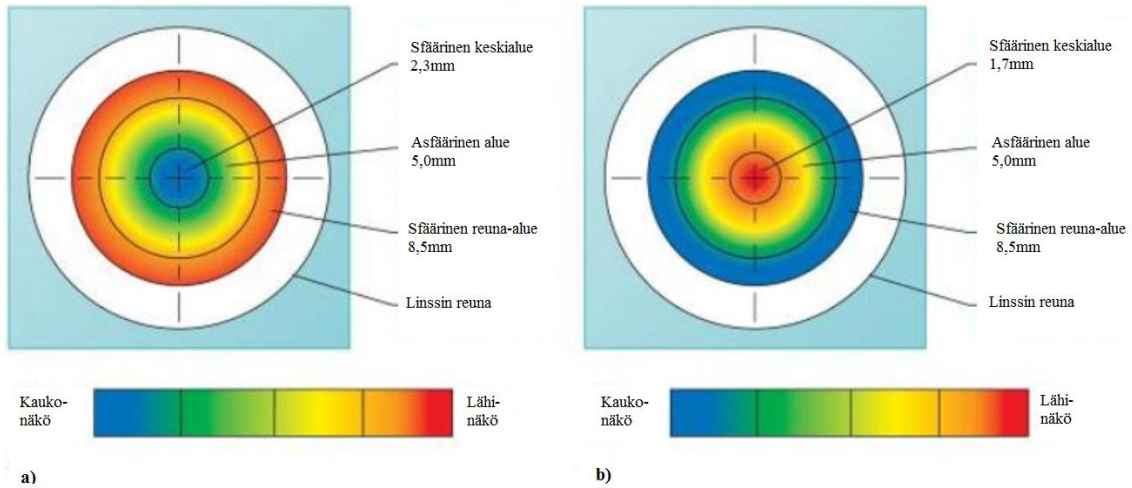 Sfäärinen keskialue
2,3mm
Asfäärinen alue
5,0mm
Sfäärinen reuna-alue
8,5mm
Linssin reuna
Kauko-
näkö
Lähi-
näkö
a)
Sfäärinen keskialue
1,7mm
Asfäärinen alue
5,0mm
Sfäärinen reuna-alue
8,5mm
Linssin reuna
Kauko-
näkö
Lähi-
näkö
b)